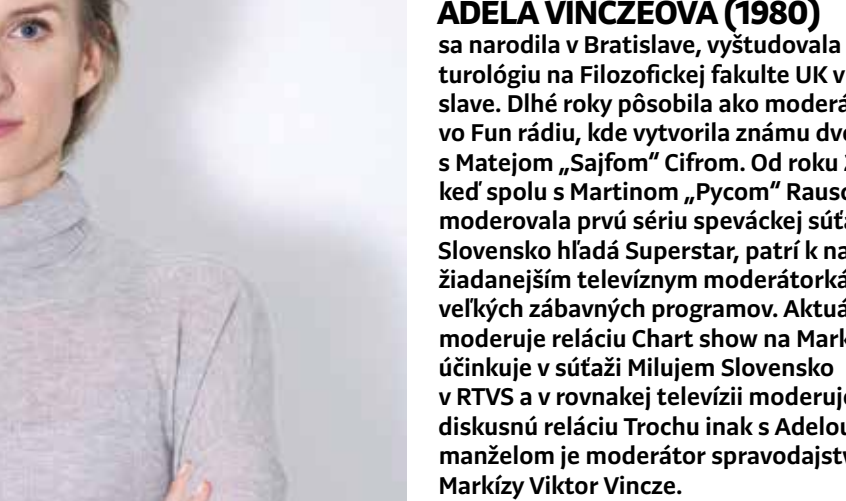 ADELA VINCZEOVÁ (1980)
sa narodila v Bratislave, vyštudovala
turológiu na Filozofickej fakulte UK v
slave. Dlhé roky pôsobila ako moderá
vo Fun rádiu, kde vytvorila známu dvo
s Matejom „Sajfom“ Cifrom. Od roku
keď spolu s Martinom „Pycom“ Rausc
moderovala prvú sériu speváckej súťa
Slovensko hľadá Superstar, patrí k na
žiadanejším televíznym moderátorká
veľkých zábavných programov. Aktuá
moderuje reláciu Chart show na Mark
účinkuje v súťaži Milujem Slovensko
v RTVS a v rovnakej televízii moderuje
diskusnú reláciu Trochu inak s Adelou
manželom je moderátor spravodajstv
Markízy Viktor Vincze.